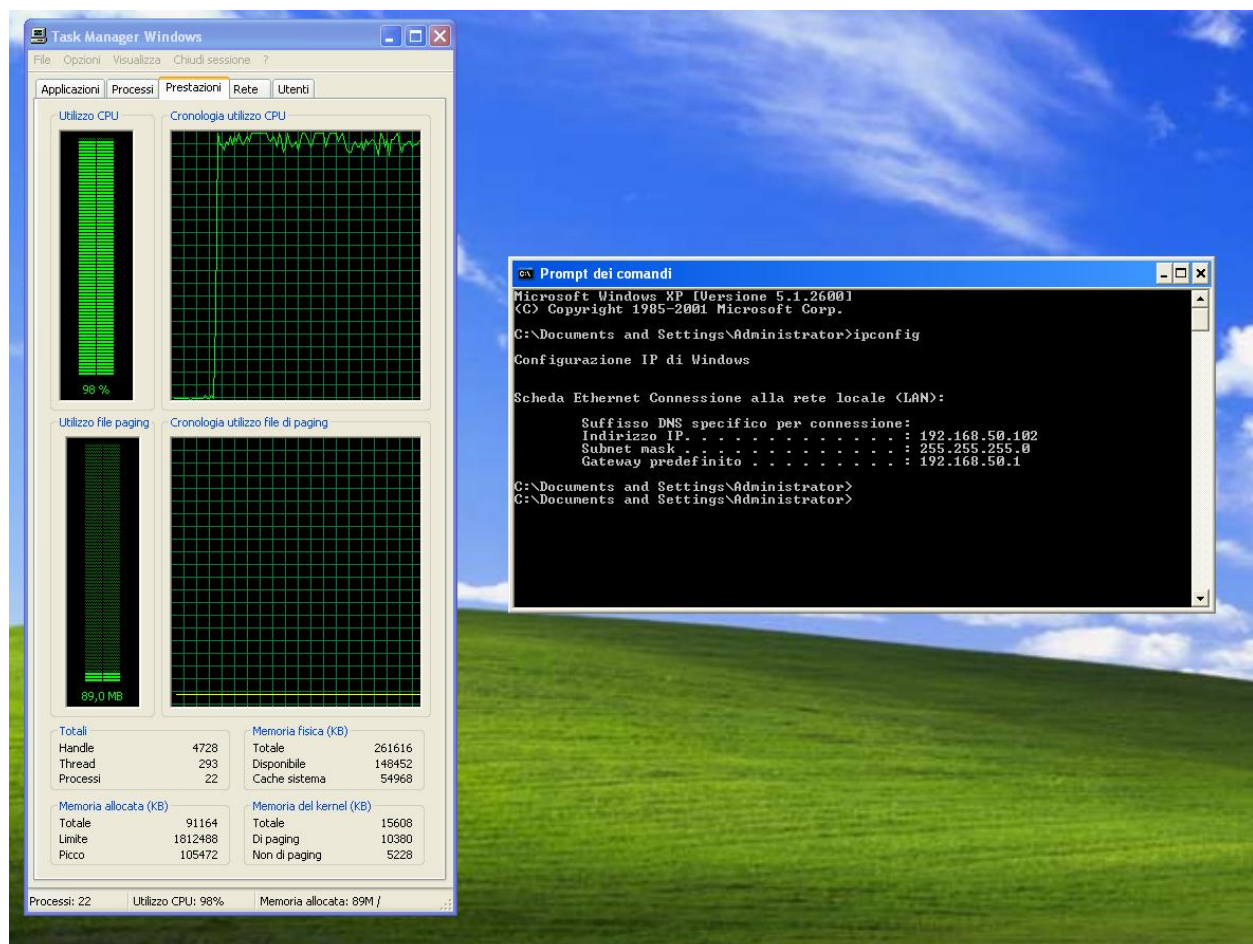 Task Manager Windows
File Opzioni Visualizza Chiudi sessione ?
Applicazioni Processi Prestazioni Rete Utenti
Utilizzo CPU
98 %
Cronologia utilizzo CPU
Utilizzo file paging
89,0 MB
Cronologia utilizzo file di paging
Totali
Handle 4728
Thread 293
Processi 22
Memoria fisica (KB)
Totale 261616
Disponibile 148452
Cache sistema 54968
Memoria allocata (KB)
Totale 91164
Limite 1812488
Picco 105472
Memoria del kernel (KB)
Totale 15608
Di paging 10380
Non di paging 5228
Processi: 22 Utilizzo CPU: 98% Memoria allocata: 89M /
C:\ Prompt dei comandi
Microsoft Windows XP [Versione 5.1.2600]
(C) Copyright 1985-2001 Microsoft Corp.
C:\Documents and Settings\Administrator>ipconfig
Configurazione IP di Windows
Scheda Ethernet Connessione alla rete locale (LAN):
Suffisso DNS specifico per connessione:
Indirizzo IP. . . . . . . . . . . . . : 192.168.50.102
Subnet mask . . . . . . . . . . . . . : 255.255.255.0
Gateway predefinito . . . . . . . . . : 192.168.50.1
C:\Documents and Settings\Administrator>
C:\Documents and Settings\Administrator>